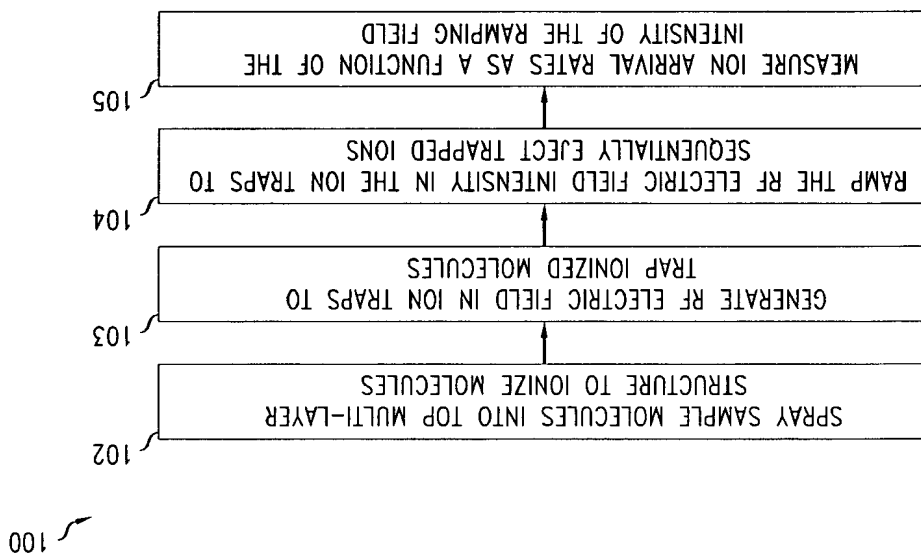 100
102
SPRAY SAMPLE MOLECULES INTO TOP MULTI-LAYER
STRUCTURE TO IONIZE MOLECULES
103
GENERATE RF ELECTRIC FIELD IN ION TRAPS TO
TRAP IONIZED MOLECULES
104
RAMP THE RF ELECTRIC FIELD INTENSITY IN THE ION TRAPS TO
SEQUENTIALLY EJECT TRAPPED IONS
105
MEASURE ION ARRIVAL RATES AS A FUNCTION OF THE
INTENSITY OF THE RAMPING FIELD